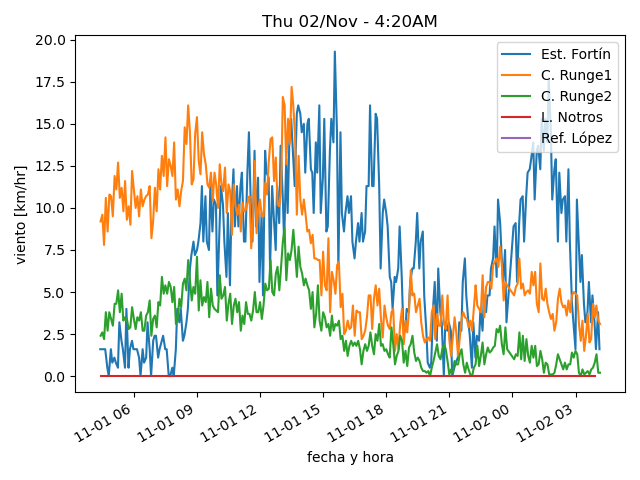 Thu 02/Nov - 4:20AM
20.0
17.5
15.0
12.5
10.0
7.5
5.0
2.5
0.0
viento [km/hr]
Est. Fortín
C. Runge1
C. Runge2
L. Notros
Ref. López
11-01 06
11-01 09
11-01 12
11-01 15
11-01 18
11-01 21
11-02 00
11-02 03
fecha y hora